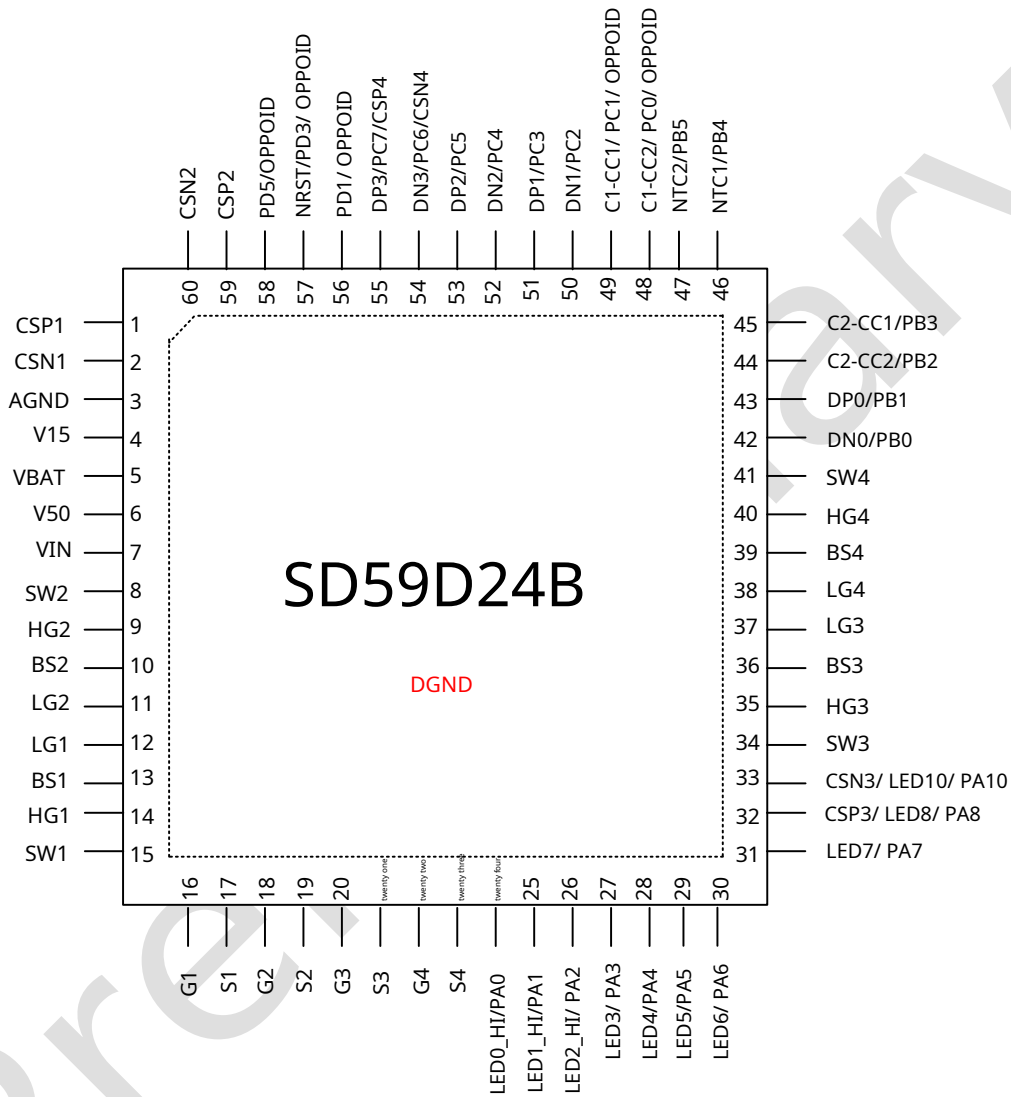 CSN2
CSP2
PD5/OPPOID
NRST/PD3/ OPPOID
PD1/ OPPOID
DP3/PC7/CSP4
DN3/PC6/CSN4
DP2/PC5
DN2/PC4
DP1/PC3
DN1/PC2
C1-CC1/ PC1/ OPPOID
C1-CC2/ PC0/ OPPOID
NTC2/PB5
NTC1/PB4
60
59
58
57
56
55
54
53
52
51
50
49
48
47
46
CSP1 1
CSN1 2
AGND 3
V15 4
VBAT 5
V50 6
VIN 7
SW2 8
HG2 9
BS2 10
LG2 11
LG1 12
BS1 13
HG1 14
SW1 15
SD59D24B
DGND
45 C2-CC1/PB3
44 C2-CC2/PB2
43 DP0/PB1
42 DN0/PB0
41 SW4
40 HG4
39 BS4
38 LG4
37 LG3
36 BS3
35 HG3
34 SW3
33 CSN3/ LED10/ PA10
32 CSP3/ LED8/ PA8
31 LED7/ PA7
16
17
18
19
20
twenty one
twenty two
twenty three
twenty four
25
26
27
28
29
30
G1
S1
G2
S2
G3
S3
G4
S4
LED0_HI/PA0
LED1_HI/PA1
LED2_HI/ PA2
LED3/ PA3
LED4/PA4
LED5/PA5
LED6/ PA6